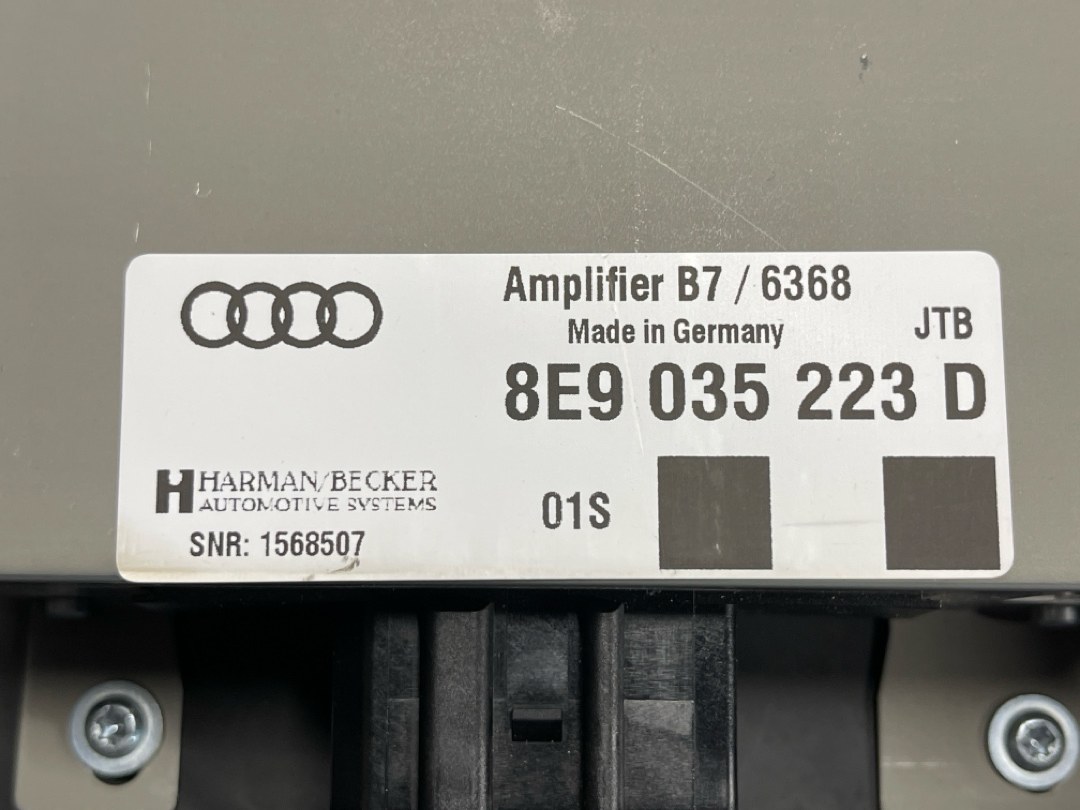 Amplifier B7 / 6368
Made in Germany
JTB
8E9 035 223 D
HARMAN/BECKER
AUTOMOTIVE SYSTEMS
01S
SNR: 1568507